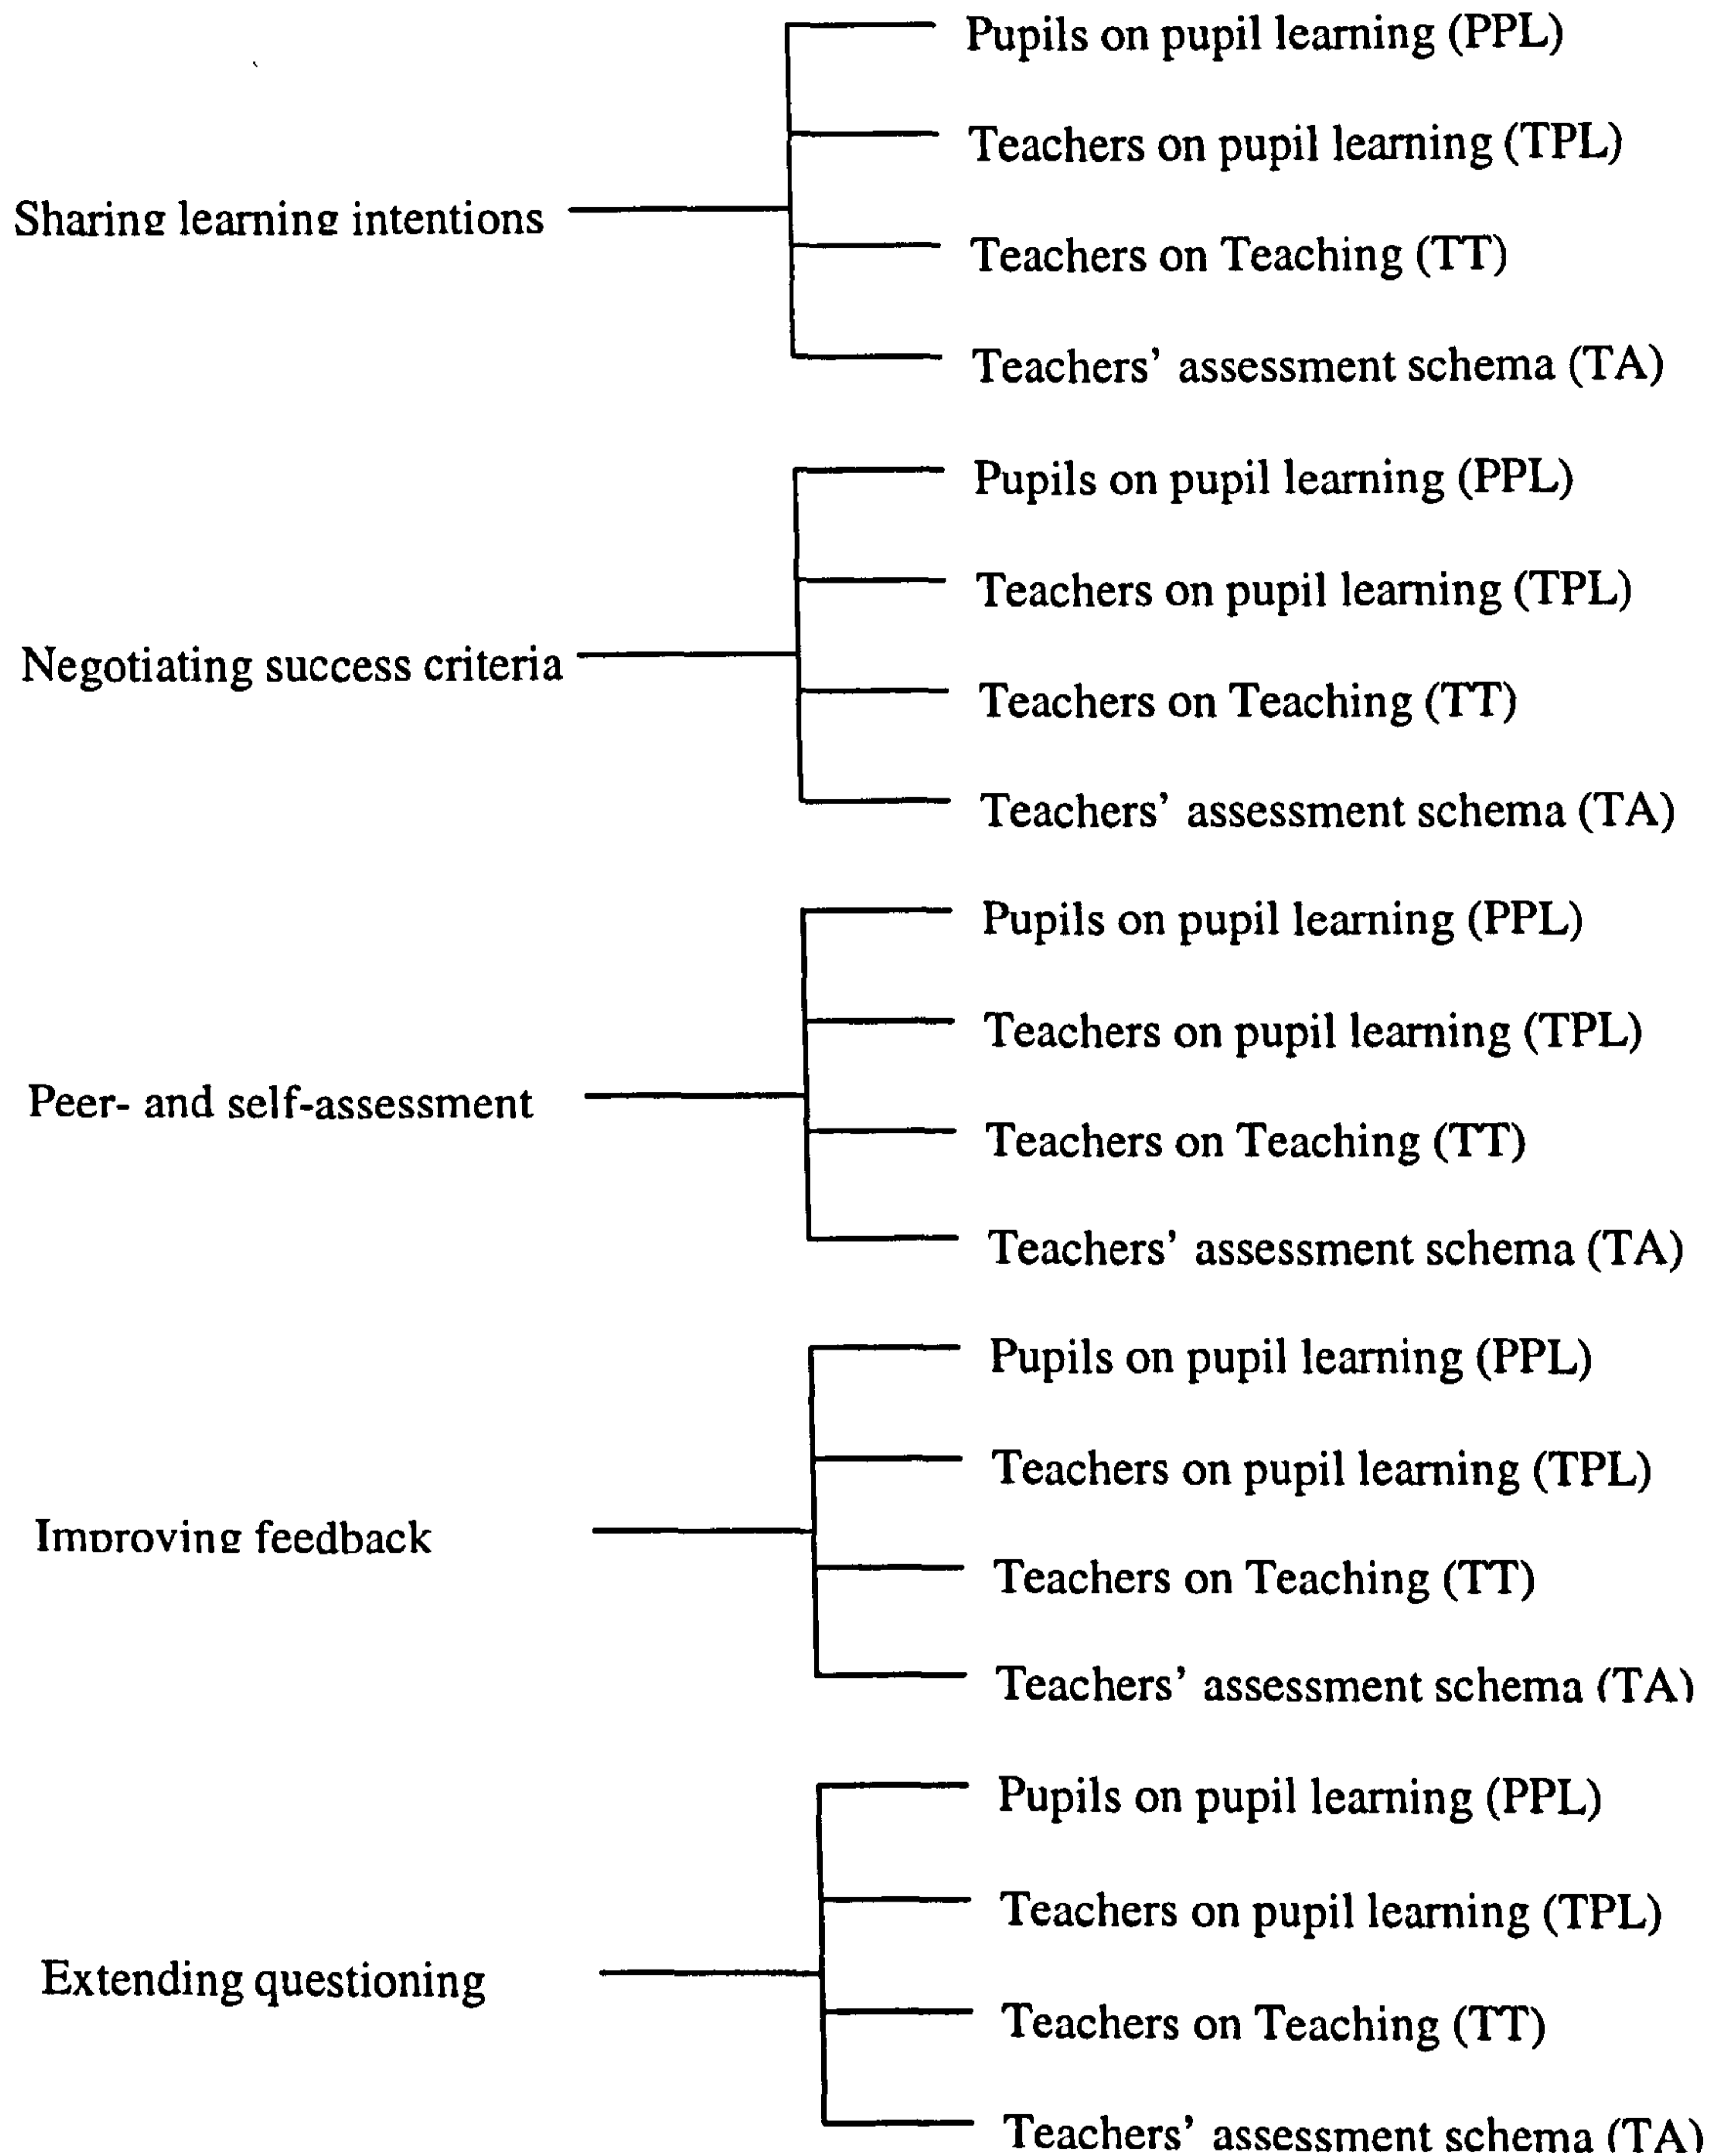 Pupils on pupil learning (PPL)
Teachers on pupil learning (TPL)
Sharing learning intentions
Teachers on Teaching (TT)
Teachers' assessment schema (TA)
Pupils on pupil learning (PPL)
Teachers on pupil learning (TPL)
Negotiating success criteria
Teachers on Teaching (TT)
Teachers' assessment schema (TA)
Pupils on pupil learning (PPL)
Teachers on pupil learning (TPL)
Peer- and self-assessment
Teachers on Teaching (TT)
Teachers' assessment schema (TA)
Pupils on pupil learning (PPL)
Teachers on pupil learning (TPL)
Improving feedback
Teachers on Teaching (TT)
Teachers' assessment schema (TA)
Pupils on pupil learning (PPL)
Teachers on pupil learning (TPL)
Extending questioning
Teachers on Teaching (TT)
Teachers' assessment schema (TA)